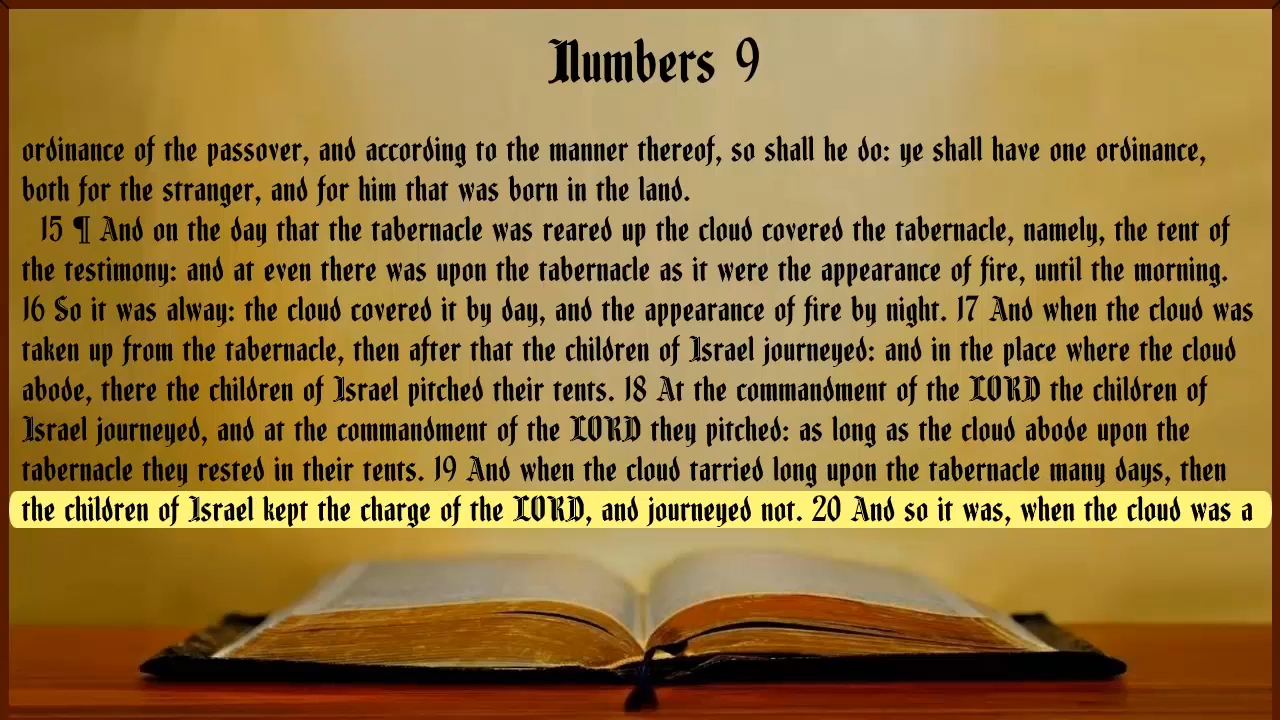 Numbers 9
ordinance of the passover, and according to the manner thereof, so shall he do: ye shall have one ordinance,
both for the stranger, and for him that was born in the land.
15 ¶ And on the day that the tabernacle was reared up the cloud covered the tabernacle, namely, the tent of
the testimony: and at even there was upon the tabernacle as it were the appearance of fire, until the morning.
16 So it was alway: the cloud covered it by day, and the appearance of fire by night. 17 And when the cloud was
taken up from the tabernacle, then after that the children of Israel journeyed: and in the place where the cloud
abode, there the children of Israel pitched their tents. 18 At the commandment of the LORD the children of
Israel journeyed, and at the commandment of the LORD they pitched: as long as the cloud abode upon the
tabernacle they rested in their tents. 19 And when the cloud tarried long upon the tabernacle many days, then
the children of Israel kept the charge of the LORD, and journeyed not. 20 And so it was, when the cloud was a